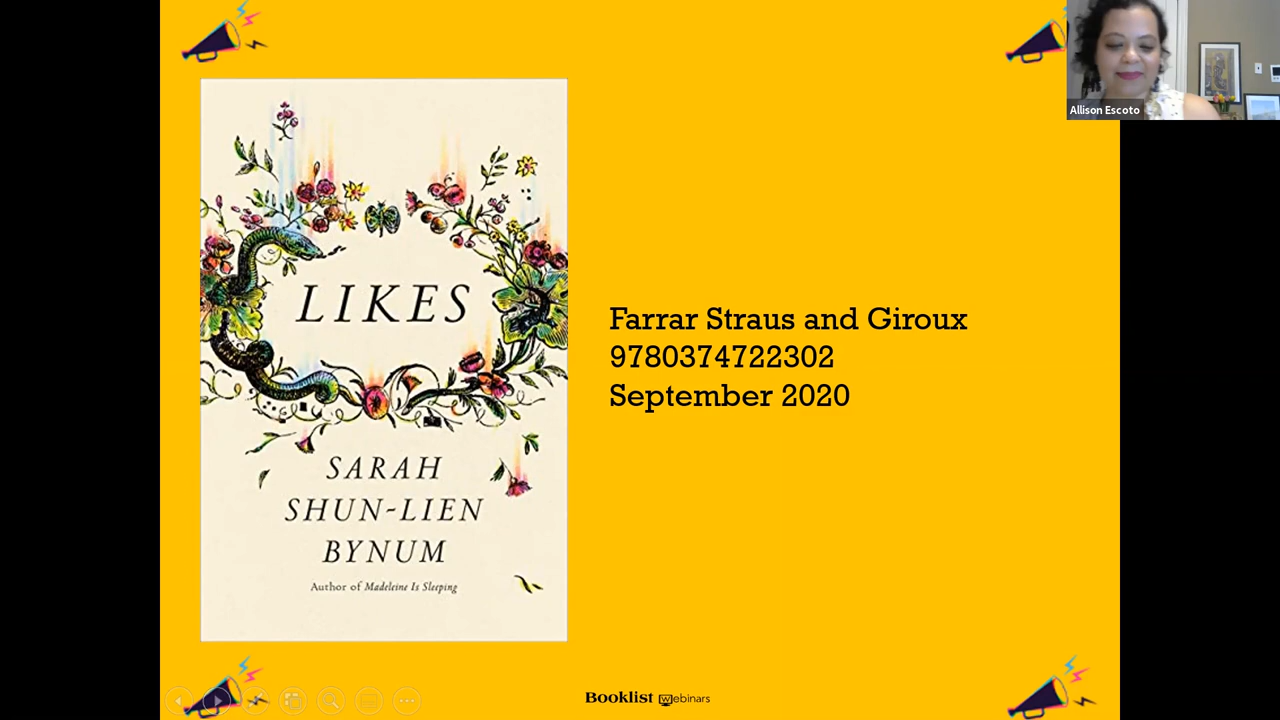 Allison Escoto
LIKES
SARAH
SHUN-LIEN
BYNUM
Author of Madeleine Is Sleeping
Farrar Straus and Giroux
9780374722302
September 2020
Booklist Webinars